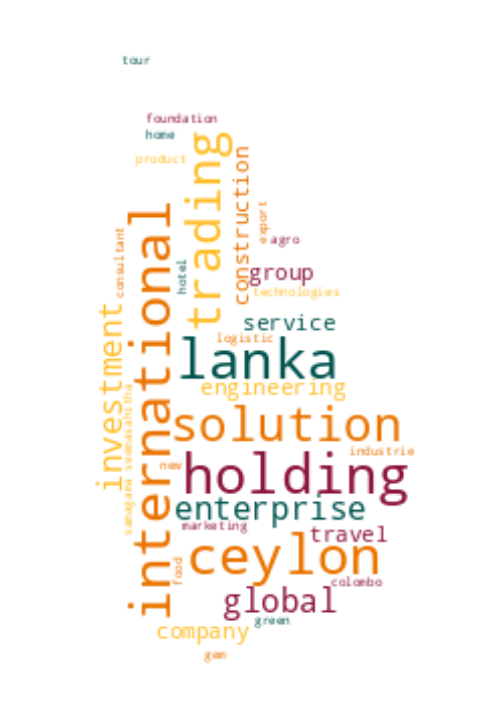 tour
foundation
home
product
trading
construction
international
export
consultant
agro
hotel
group
technologies
investment
service
logistic
lanka
engineering
samagama seemasahitha
solution
industrie
new
holding
enterprise
marketing
travel
ceylon
food
colombo
global
green
company
gem